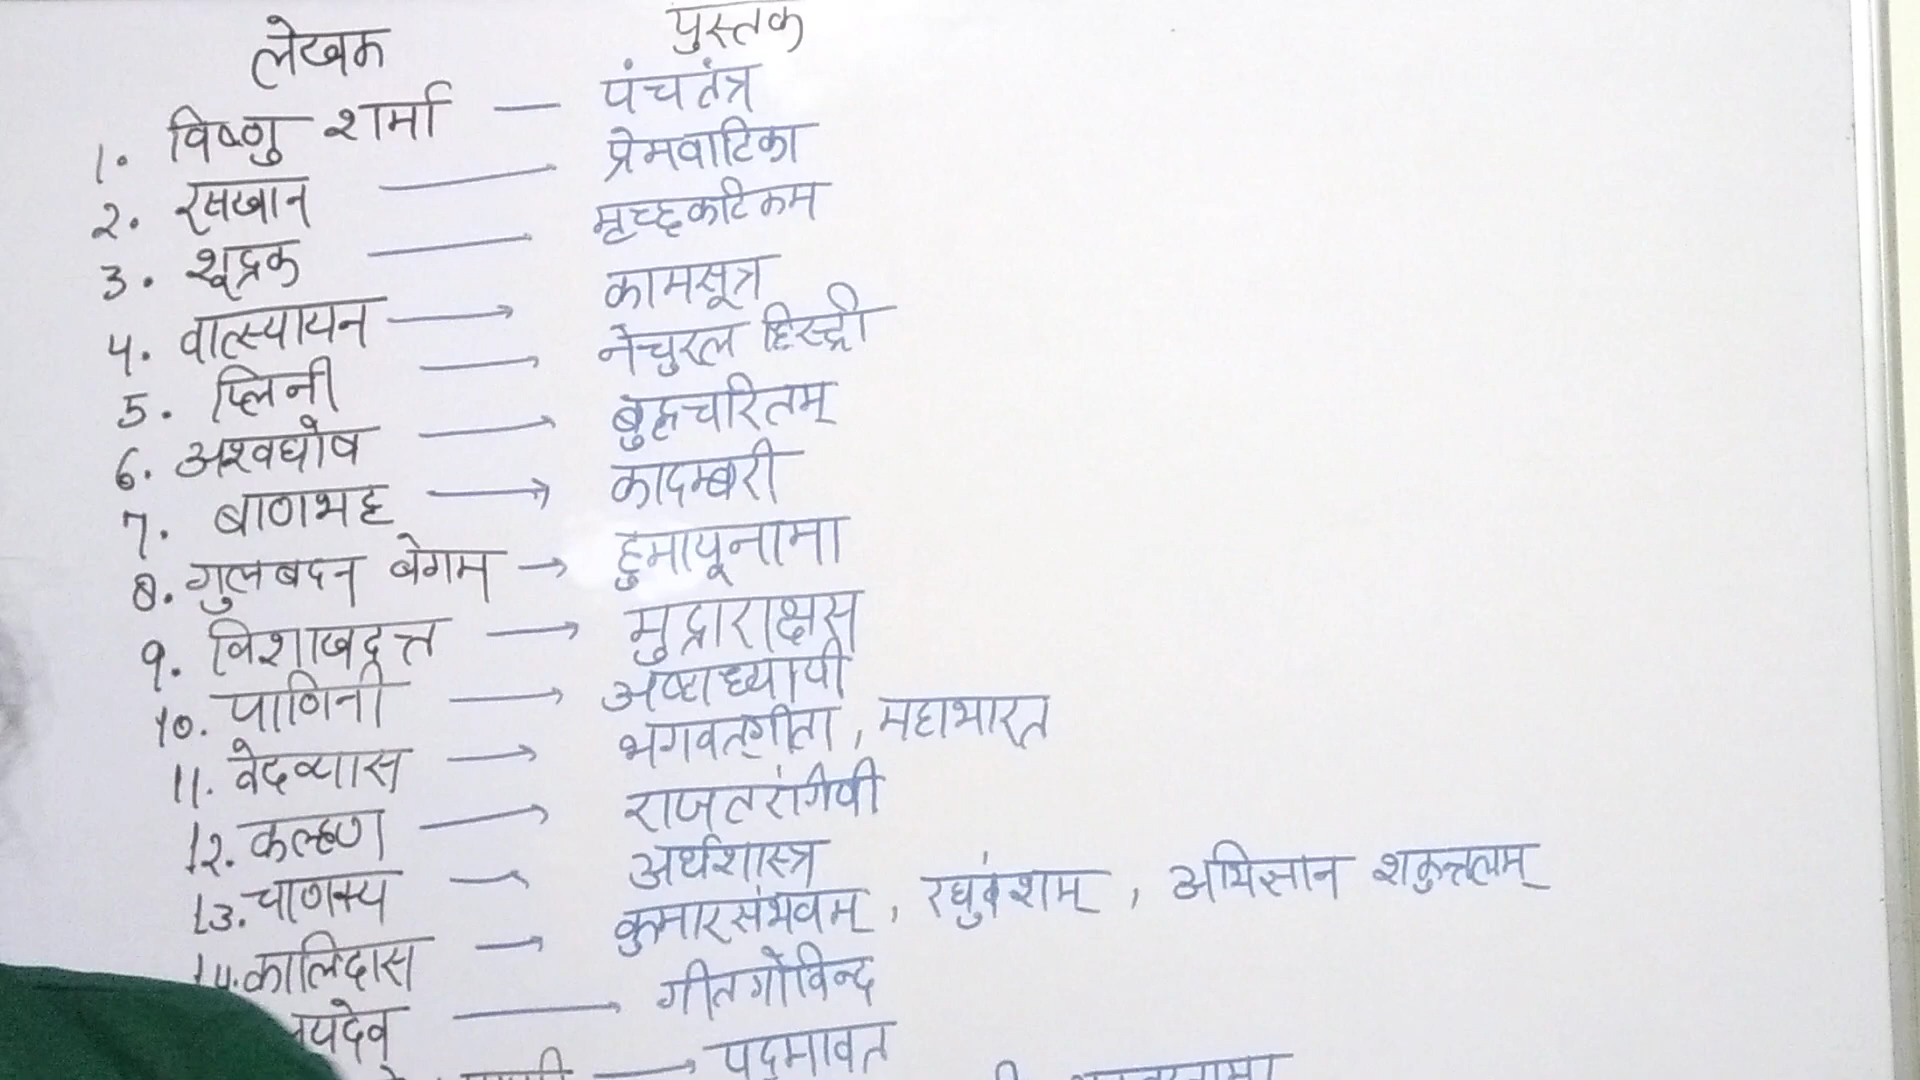 लेखक पुस्तक
1. विष्णु शर्मा — पंचतंत्र
2. रसखान — प्रेमवाटिका
3. शूद्रक — मृच्छकटिकम
4. वात्स्यायन → कामसूत्र
5. प्लिनी → नेचुरल हिस्ट्री
6. अश्वघोष → बुद्धचरितम्
7. बाणभट्ट → कादम्बरी
8. गुलबदन बेगम → हुमायूनामा
9. विशाखदत्त → मुद्राराक्षस
10. पाणिनी → अष्टाध्यायी
11. वेदव्यास → भगवतगीता, महाभारत
12. कल्हण → राजतरंगिणी
13. चाणक्य — अर्थशास्त्र
14. कालिदास → कुमारसंभवम्, रघुवंशम्, अभिज्ञान शकुन्तलम्
यदेव → गीतगोविन्द
→ पद्मावत